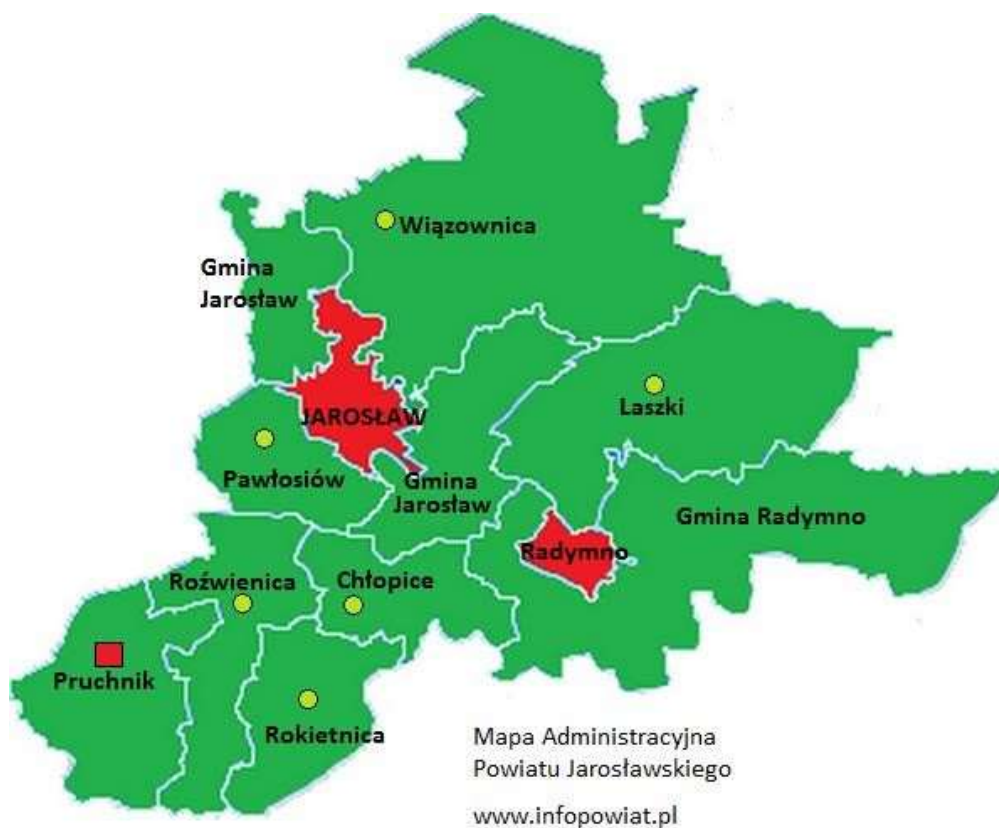 Wiązownica
Gmina
Jarosław
Laszki
JAROSŁAW
Pawłosiów
Gmina
Jarosław
Gmina Radymno
Radymno
Roźwienica
Chłopice
Pruchnik
Rokietnica
Mapa Administracyjna
Powiatu Jarosławskiego
www.infopowiat.pl